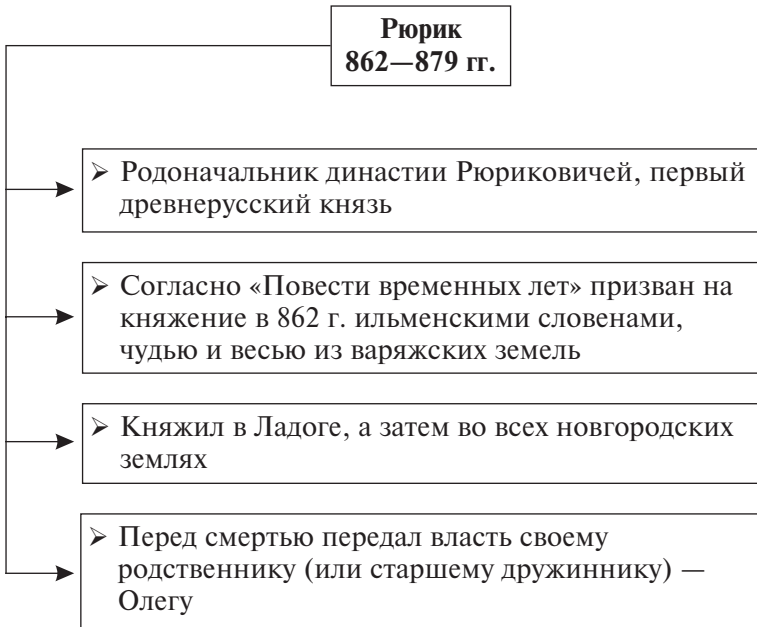 Рюрик
862—879 гг.
➢ Родоначальник династии Рюриковичей, первый
древнерусский князь
➢ Согласно «Повести временных лет» призван на
княжение в 862 г. ильменскими словенами,
чудью и весью из варяжских земель
➢ Княжил в Ладоге, а затем во всех новгородских
землях
➢ Перед смертью передал власть своему
родственнику (или старшему дружиннику) —
Олегу